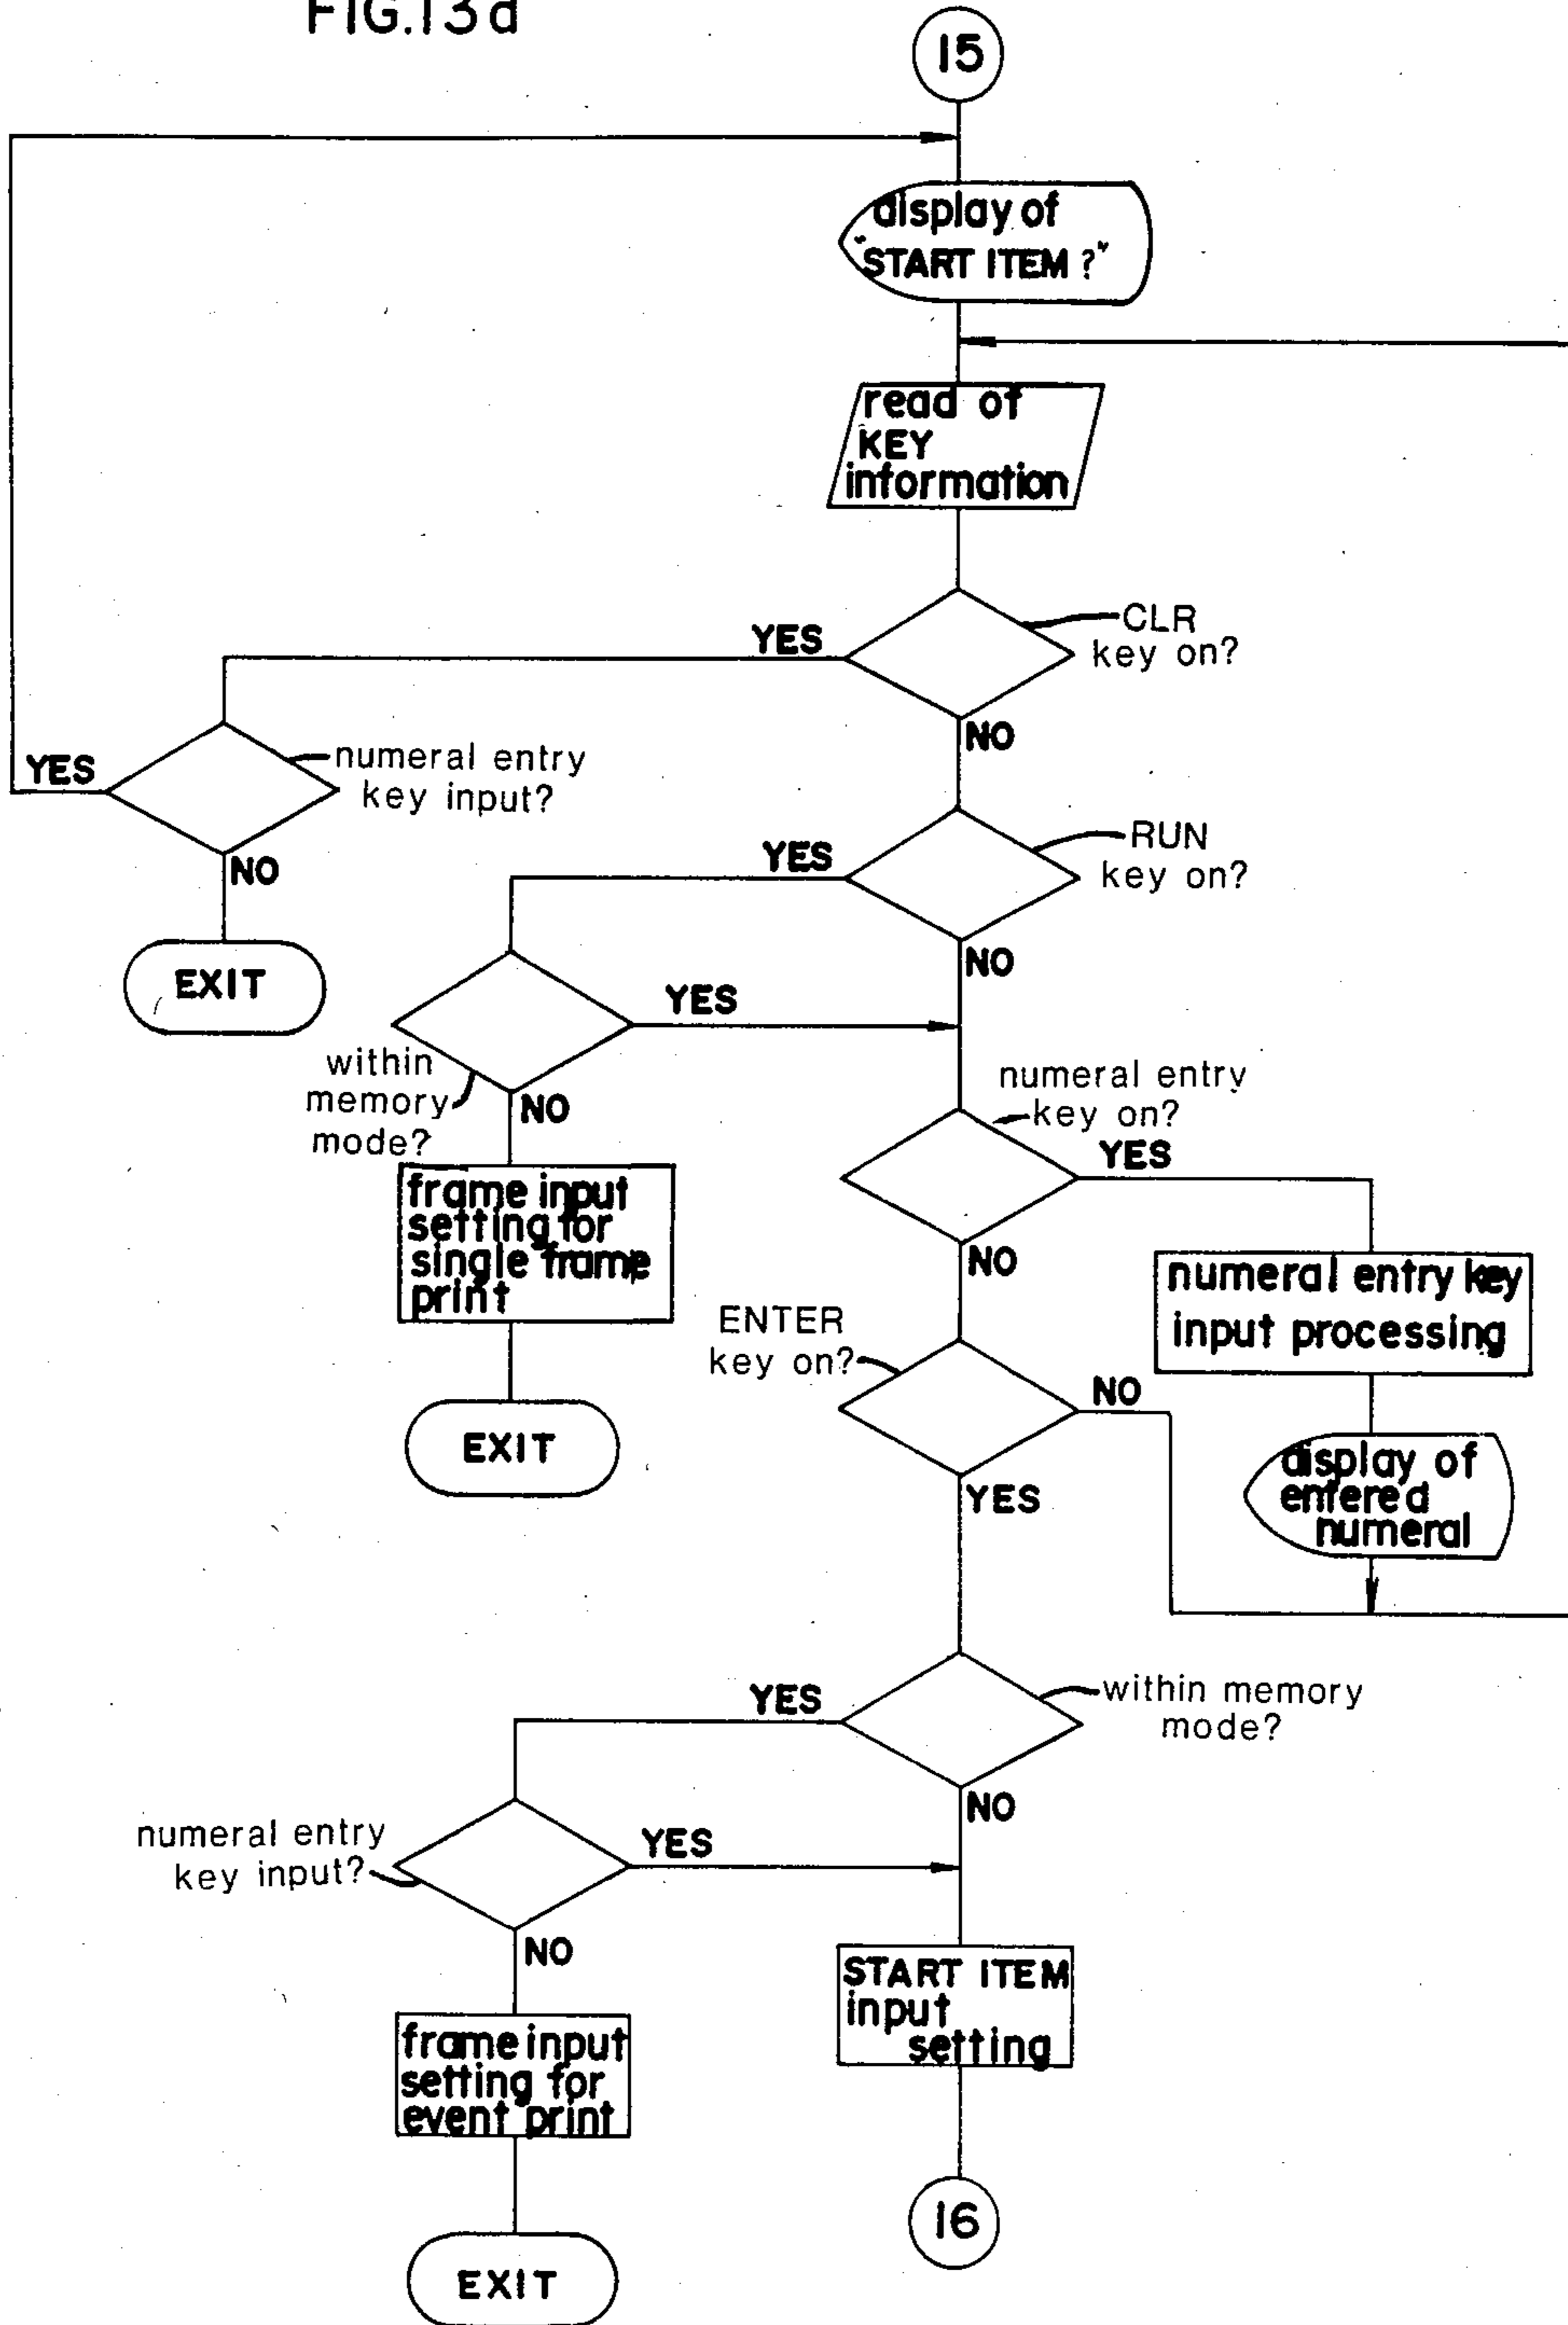 FIG.13d
15
display of
"START ITEM ?"
read of
KEY
information
YES
CLR
key on?
NO
YES
numeral entry
key input?
NO
EXIT
YES
RUN
key on?
NO
within
memory
mode?
YES
NO
frame input
setting for
single frame
print
EXIT
numeral entry
key on?
YES
NO
numeral entry key
input processing
display of
entered
numeral
ENTER
key on?
NO
YES
YES
within memory
mode?
NO
numeral entry
key input?
YES
NO
frame input
setting for
event print
EXIT
START ITEM
input
setting
16